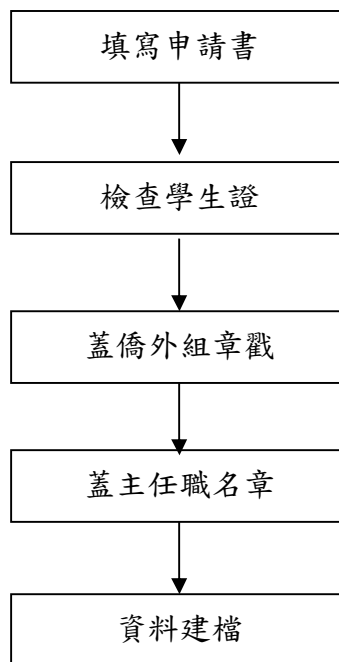 填寫申請書
檢查學生證
蓋僑外組章戳
蓋主任職名章
資料建檔